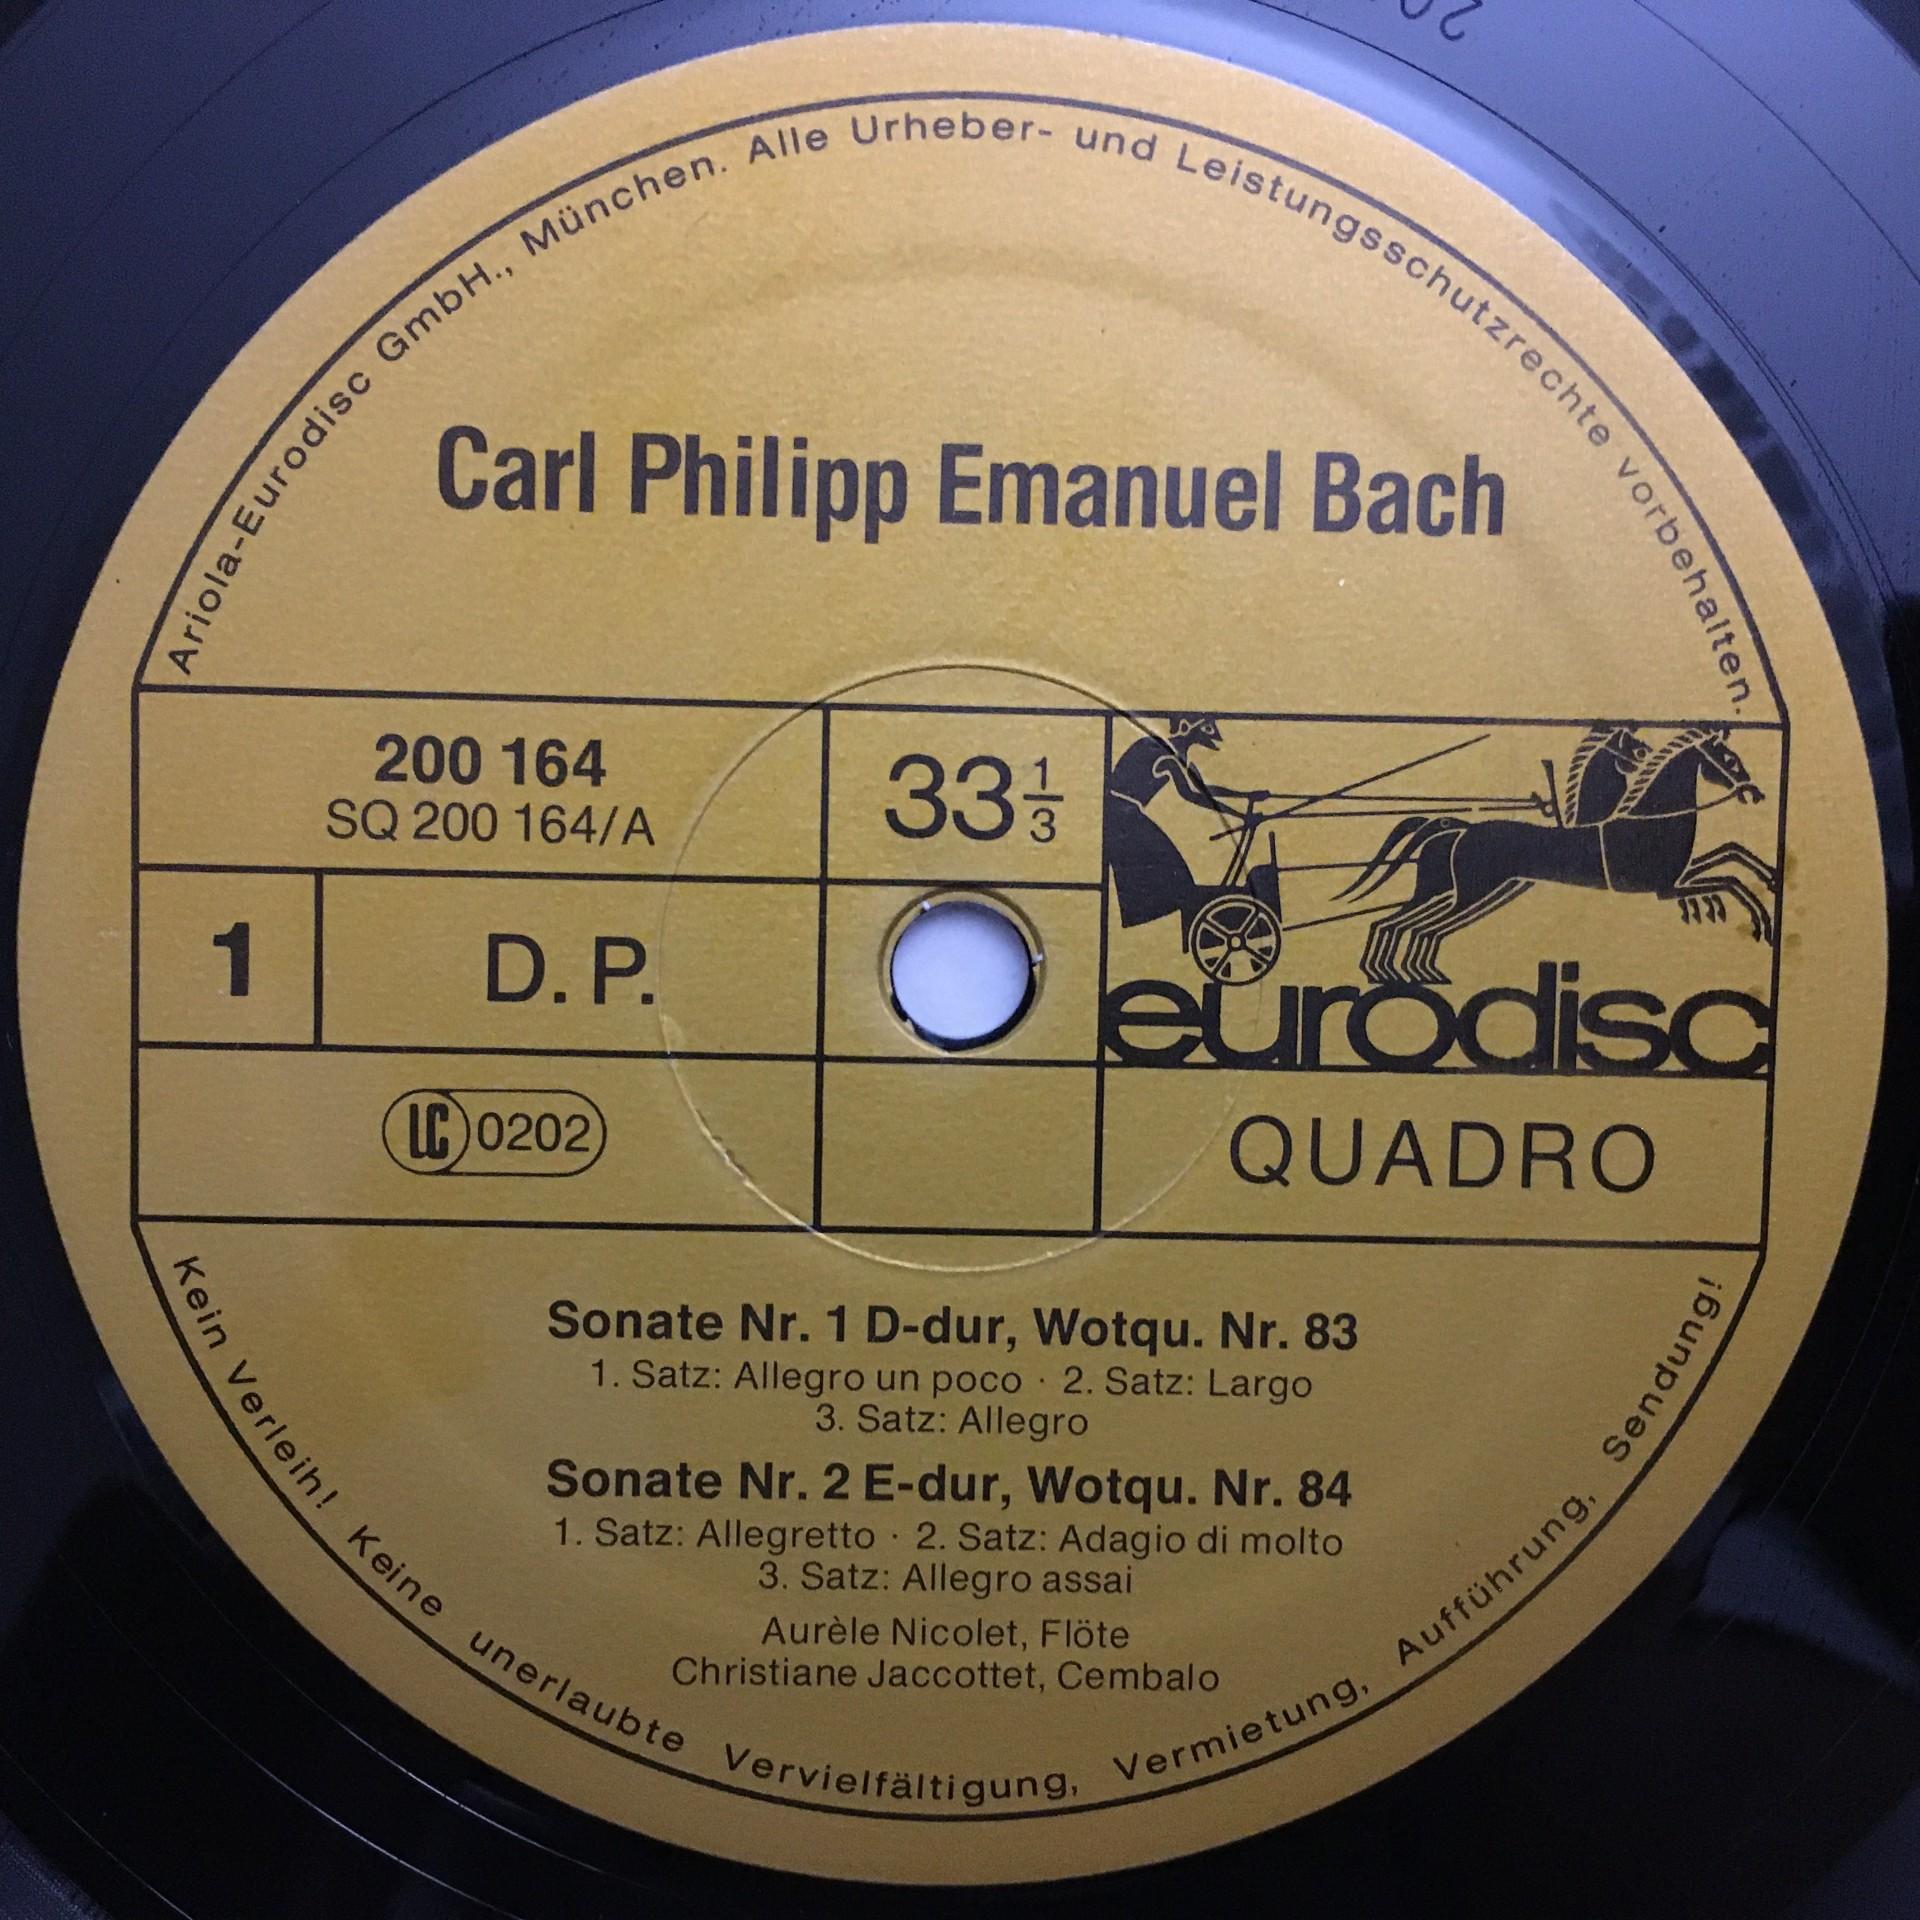 Ariola-Eurodisc GmbH., München. Alle Urheber- und Leistungsschutzrechte vorbehalten.
Carl Philipp Emanuel Bach
200 164
SQ 200 164/A
33 1/3
1
D. P.
eurodisc
LC 0202
QUADRO
Sonate Nr. 1 D-dur, Wotqu. Nr. 83
1. Satz: Allegro un poco · 2. Satz: Largo
3. Satz: Allegro
Sonate Nr. 2 E-dur, Wotqu. Nr. 84
1. Satz: Allegretto · 2. Satz: Adagio di molto
3. Satz: Allegro assai
Aurèle Nicolet, Flöte
Christiane Jaccottet, Cembalo
Kein Verleih! Keine unerlaubte Vervielfältigung, Vermietung, Aufführung, Sendung!